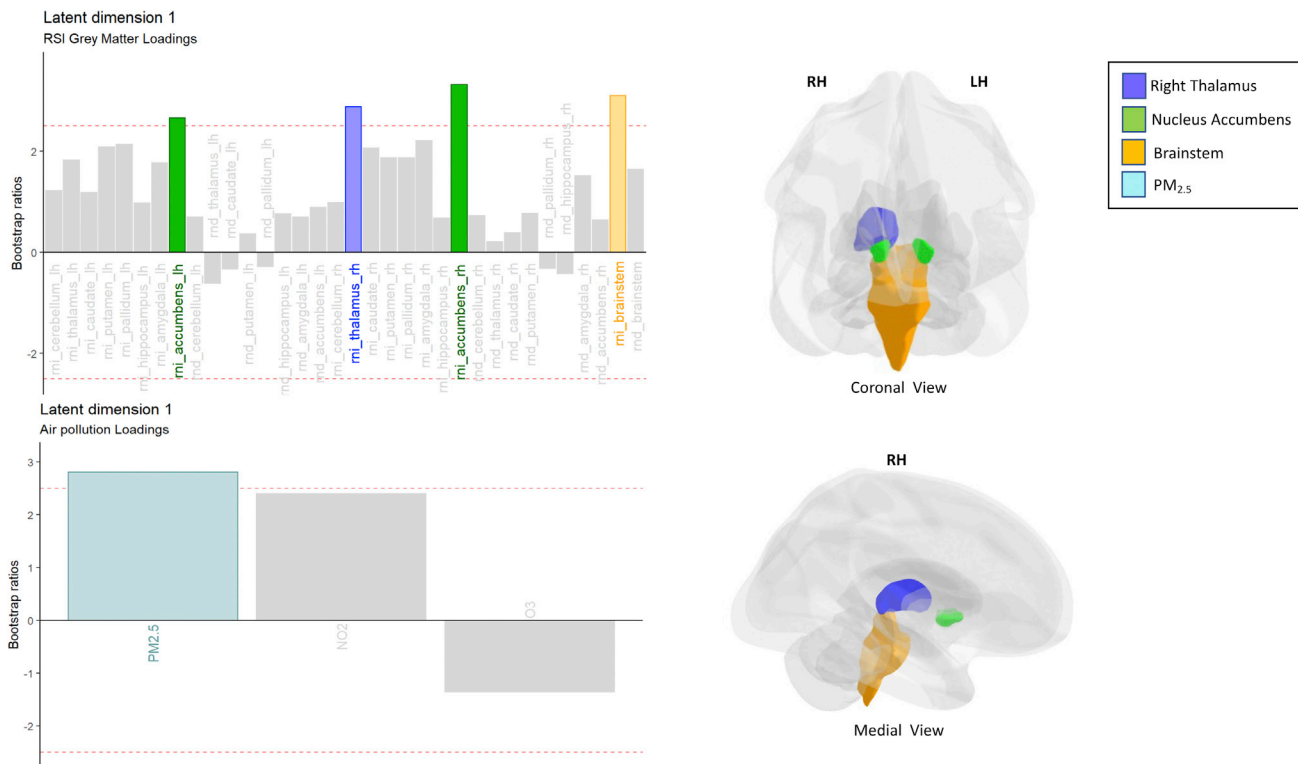 Latent dimension 1
RSI Grey Matter Loadings
Bootstrap ratios
2
0
-2
rni_cerebellum_lh
rni_thalamus_lh
rni_caudate_lh
rni_putamen_lh
rni_pallidum_lh
rni_hippocampus_lh
rni_amygdala_lh
rni_accumbens_lh
rnd_cerebellum_lh
rnd_thalamus_lh
rnd_caudate_lh
rnd_putamen_lh
rnd_pallidum_lh
rnd_hippocampus_lh
rnd_amygdala_lh
rnd_accumbens_lh
rni_cerebellum_rh
rni_thalamus_rh
rni_caudate_rh
rni_putamen_rh
rni_pallidum_rh
rni_amygdala_rh
rni_hippocampus_rh
rni_accumbens_rh
rnd_cerebellum_rh
rnd_thalamus_rh
rnd_caudate_rh
rnd_putamen_rh
rnd_pallidum_rh
rnd_hippocampus_rh
rnd_amygdala_rh
rnd_accumbens_rh
rni_brainstem
rnd_brainstem
RH
LH
Coronal View
Right Thalamus
Nucleus Accumbens
Brainstem
PM2.5
Latent dimension 1
Air pollution Loadings
Bootstrap ratios
3
2
1
0
-1
-2
PM2.5
NO2
O3
RH
Medial View